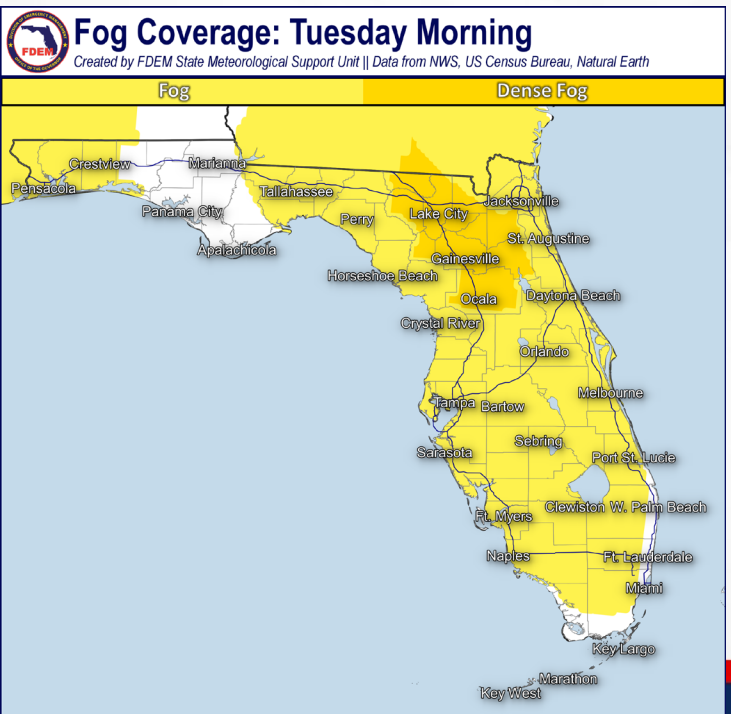 FDEM
Fog Coverage: Tuesday Morning
Created by FDEM State Meteorological Support Unit || Data from NWS, US Census Bureau, Natural Earth
Fog
Dense Fog
Crestview
Marianna
Pensacola
Tallahassee
Jacksonville
Panama City
Perry
Lake City
Apalachicola
St. Augustine
Gainesville
Horseshoe Beach
Ocala
Daytona Beach
Crystal River
Orlando
Melbourne
Tampa
Bartow
Sebring
Sarasota
Port St. Lucie
Clewiston
W. Palm Beach
Ft. Myers
Naples
Ft. Lauderdale
Miami
Key Largo
Marathon
Key West